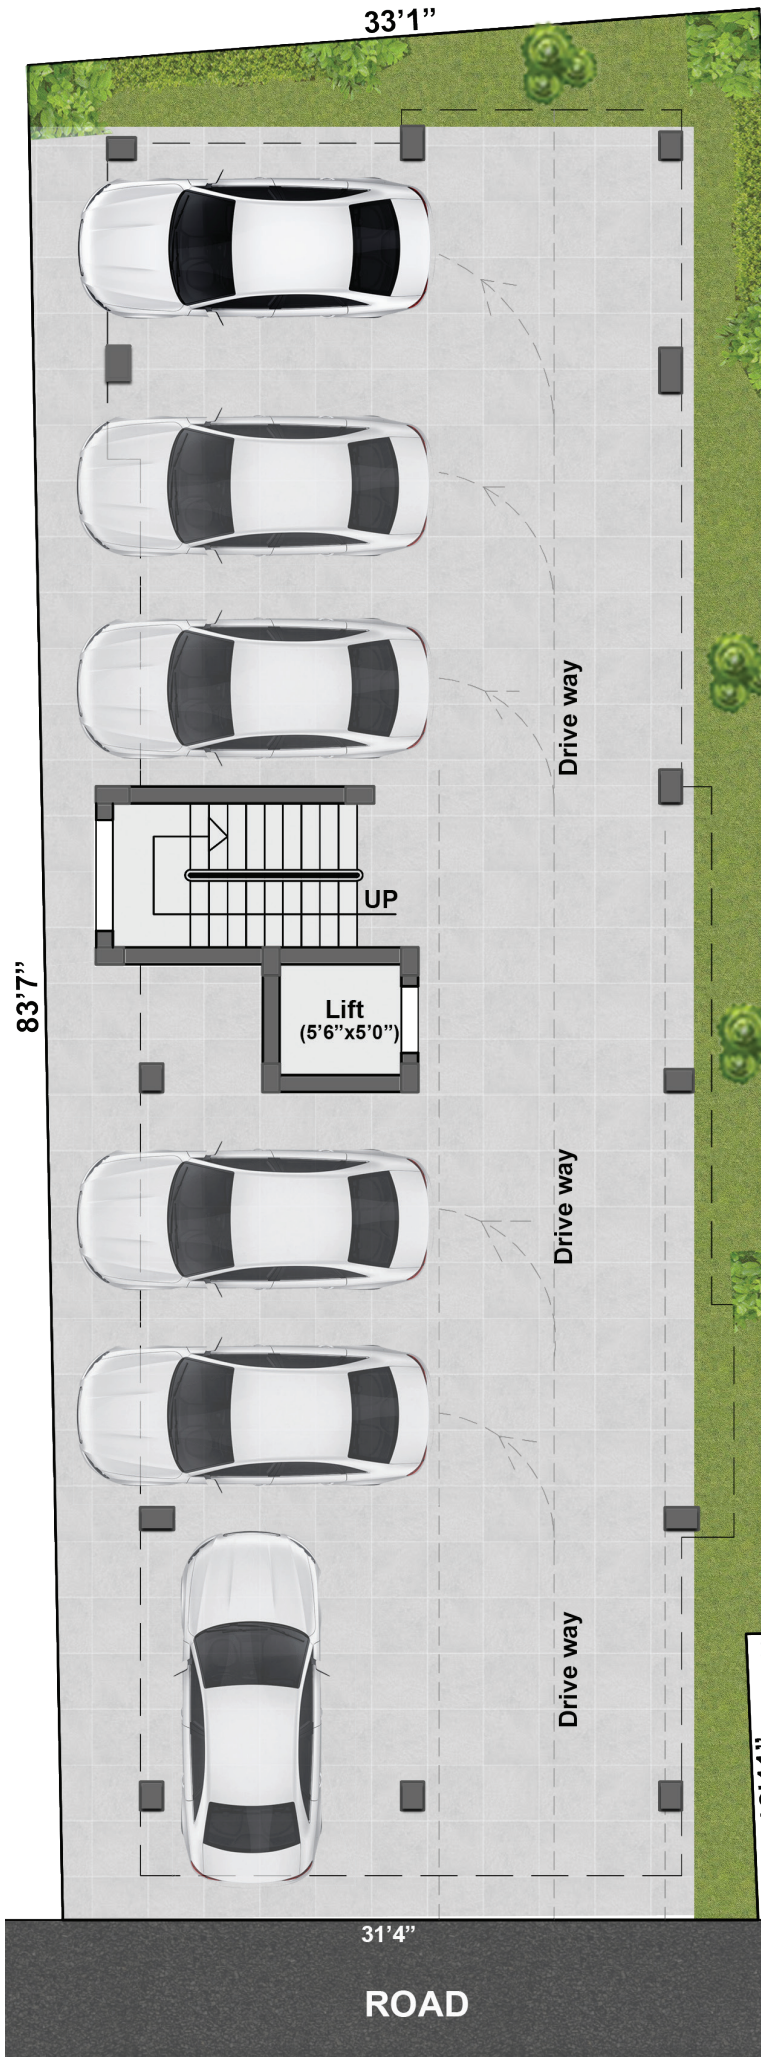 33’1”
Drive way
UP
83’7”
Lift
(5’6”x5’0”)
Drive way
Drive way
31’4”
ROAD